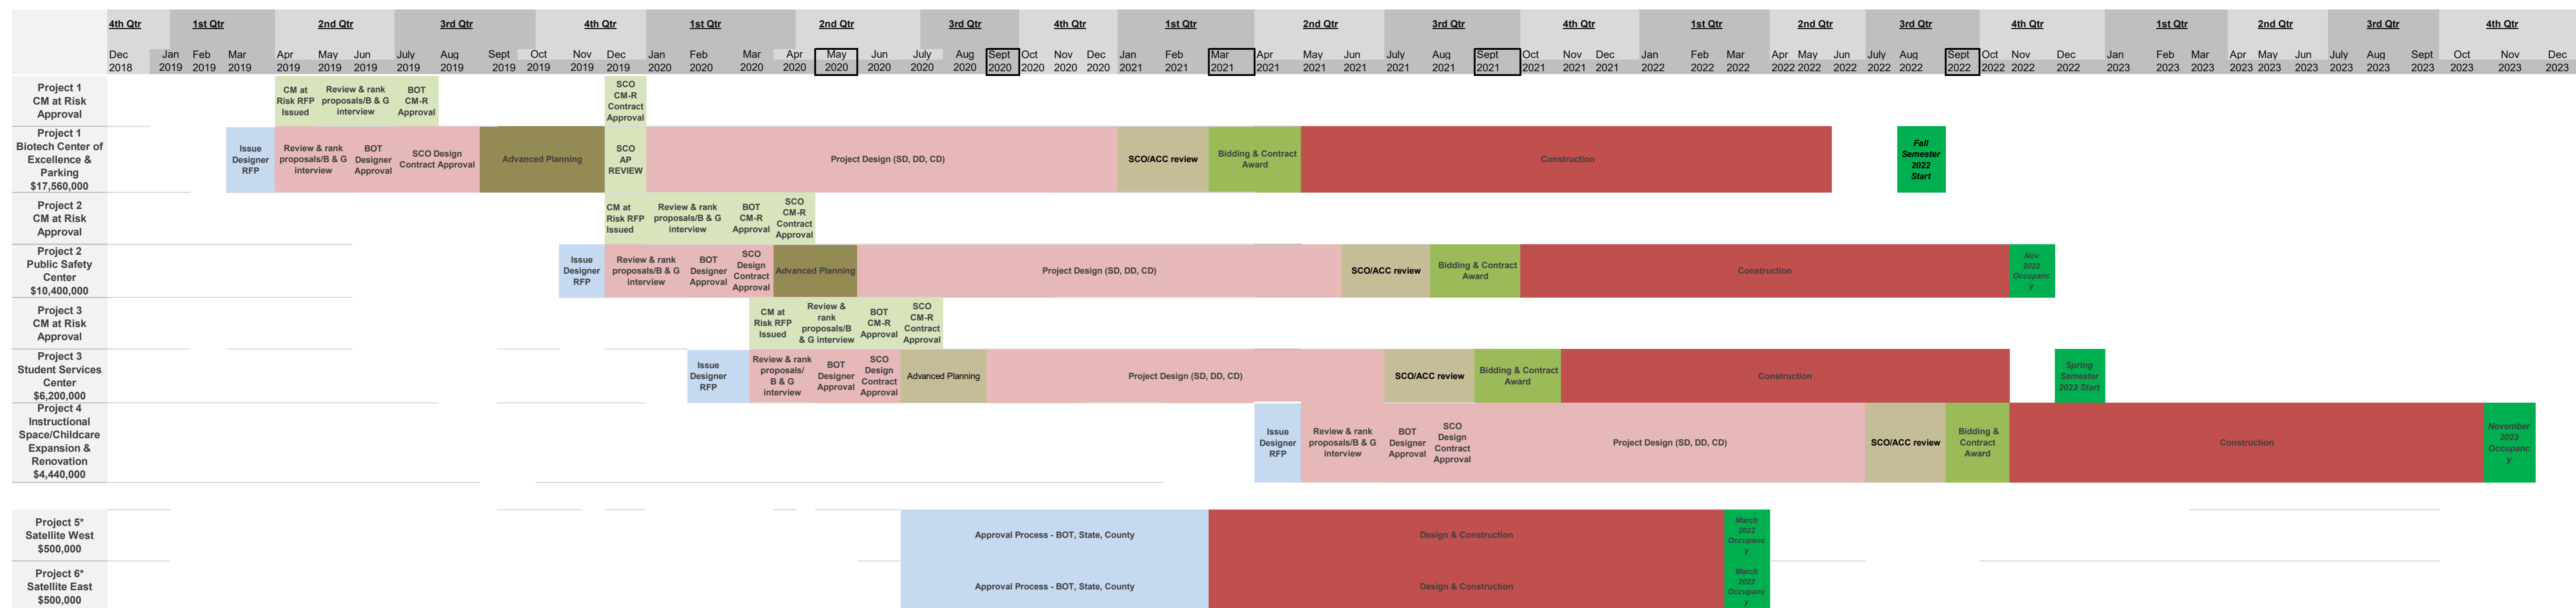 4th Qtr 1st Qtr 2nd Qtr 3rd Qtr 4th Qtr 1st Qtr 2nd Qtr 3rd Qtr 4th Qtr 1st Qtr 2nd Qtr 3rd Qtr 4th Qtr 1st Qtr 2nd Qtr 3rd Qtr 4th Qtr 1st Qtr 2nd Qtr 3rd Qtr 4th Qtr
Dec Jan Feb Mar Apr May Jun July Aug Sept Oct Nov Dec Jan Feb Mar Apr May Jun July Aug Sept Oct Nov Dec Jan Feb Mar Apr May Jun July Aug Sept Oct Nov Dec Jan Feb Mar Apr May Jun July Aug Sept Oct Nov Dec Jan Feb Mar Apr May Jun July Aug Sept Oct Nov Dec
2018 2019 2019 2019 2019 2019 2019 2019 2019 2019 2019 2019 2019 2020 2020 2020 2020 2020 2020 2020 2020 2020 2020 2020 2020 2021 2021 2021 2021 2021 2021 2021 2021 2021 2021 2021 2021 2022 2022 2022 2022 2022 2022 2022 2022 2022 2022 2022 2022 2023 2023 2023 2023 2023 2023 2023 2023 2023 2023 2023 2023
Project 1
CM at Risk
Approval
CM at
Risk RFP
Issued
Review & rank
proposals/B & G
interview
BOT
CM-R
Approval
SCO
CM-R
Contract
Approval
Project 1
Biotech Center of
Excellence &
Parking
$17,560,000
Issue
Designer
RFP
Review & rank
proposals/B & G
interview
BOT
Designer
Approval
SCO Design
Contract Approval
Advanced Planning
SCO
AP
REVIEW
Project Design (SD, DD, CD)
SCO/ACC review
Bidding & Contract
Award
Construction
Fall
Semester
2022
Start
Project 2
CM at Risk
Approval
CM at
Risk RFP
Issued
Review & rank
proposals/B & G
interview
BOT
CM-R
Approval
SCO
CM-R
Contract
Approval
Project 2
Public Safety
Center
$10,400,000
Issue
Designer
RFP
Review & rank
proposals/B & G
interview
BOT
Designer
Approval
SCO
Design
Contract
Approval
Advanced Planning
Project Design (SD, DD, CD)
SCO/ACC review
Bidding & Contract
Award
Construction
Nov
2022
Occupanc
y
Project 3
CM at Risk
Approval
CM at
Risk RFP
Issued
Review &
rank
proposals/B
& G interview
BOT
CM-R
Approval
SCO
CM-R
Contract
Approval
Project 3
Student Services
Center
$6,200,000
Issue
Designer
RFP
Review & rank
proposals/
B & G
interview
BOT
Designer
Approval
SCO
Design
Contract
Approval
Advanced Planning
Project Design (SD, DD, CD)
SCO/ACC review
Bidding & Contract
Award
Construction
Spring
Semester
2023 Start
Project 4
Instructional
Space/Childcare
Expansion &
Renovation
$4,440,000
Issue
Designer
RFP
Review & rank
proposals/B & G
interview
BOT
Designer
Approval
SCO
Design
Contract
Approval
Project Design (SD, DD, CD)
SCO/ACC review
Bidding &
Contract
Award
Construction
November
2023
Occupanc
y
Project 5*
Satellite West
$500,000
Approval Process - BOT, State, County
Design & Construction
March
2022
Occupanc
y
Project 6*
Satellite East
$500,000
Approval Process - BOT, State, County
Design & Construction
March
2022
Occupanc
y